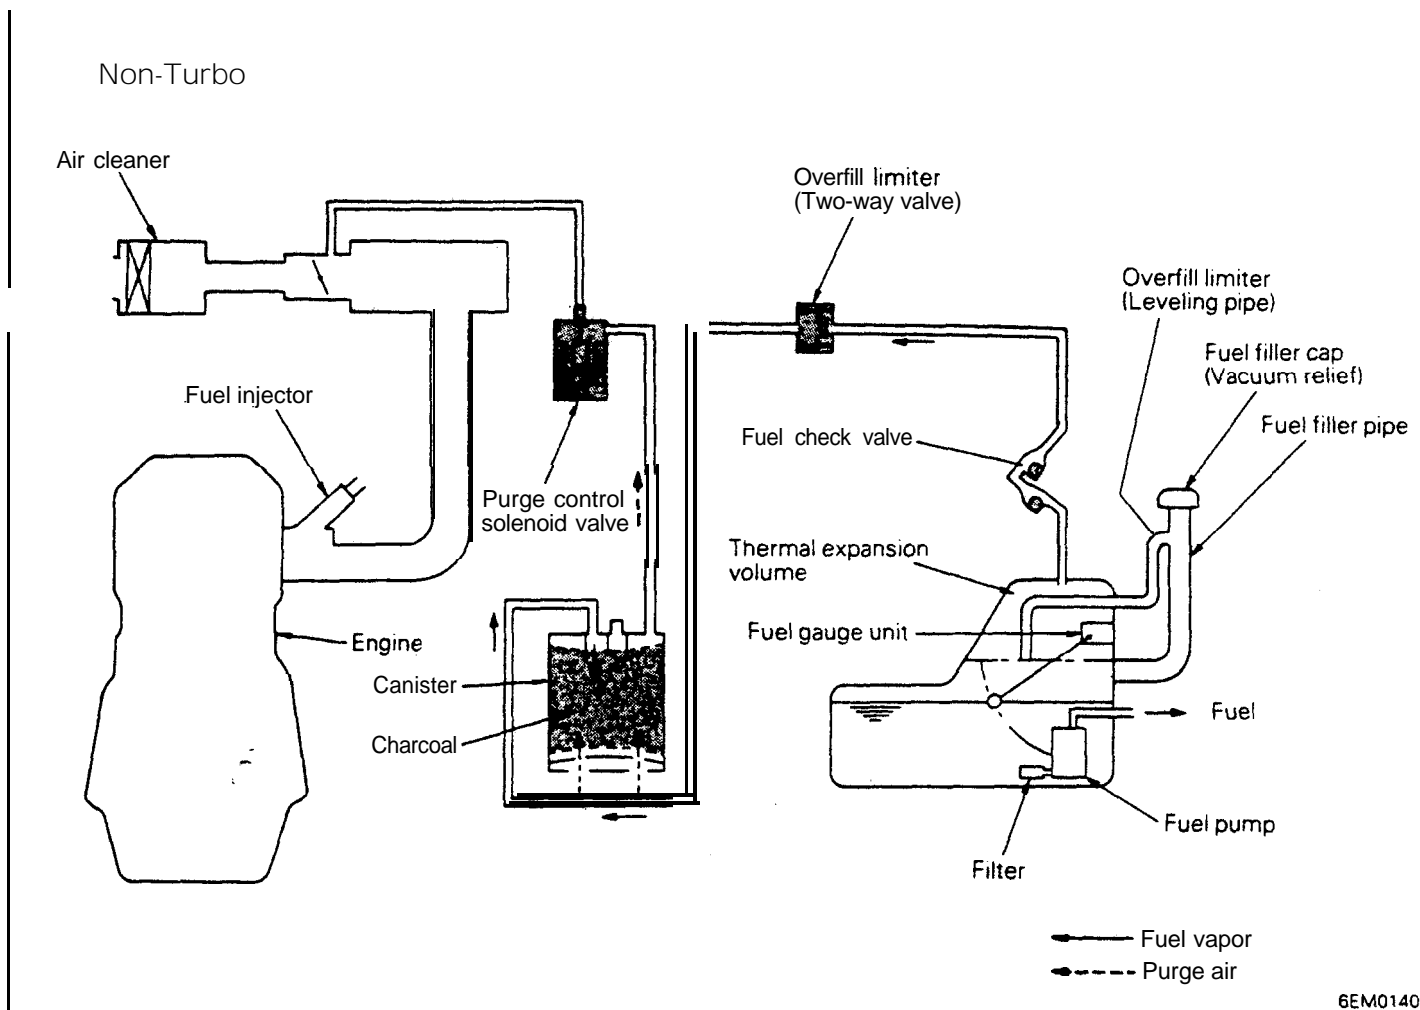 Non-Turbo
Air cleaner
Overfill limiter
(Two-way valve)
Overfill limiter
(Leveling pipe)
Fuel filler cap
(Vacuum relief)
Fuel filler pipe
Fuel injector
Fuel check valve
Purge control
solenoid valve
Thermal expansion
volume
Fuel gauge unit
Engine
Canister
Charcoal
Fuel
Fuel pump
Filter
Fuel vapor
Purge air
6EM0140